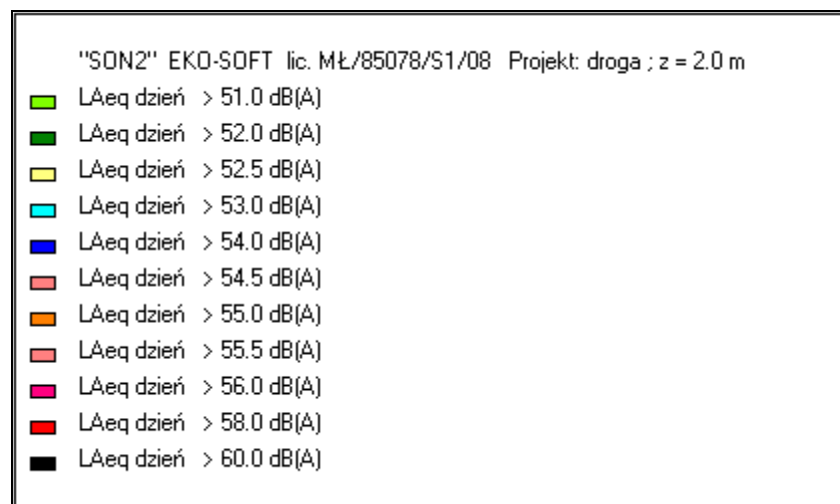 "SON2" EKO-SOFT lic. MŁ/85078/S1/08 Projekt: droga ; z = 2.0 m
LAeq dzień > 51.0 dB(A)
LAeq dzień > 52.0 dB(A)
LAeq dzień > 52.5 dB(A)
LAeq dzień > 53.0 dB(A)
LAeq dzień > 54.0 dB(A)
LAeq dzień > 54.5 dB(A)
LAeq dzień > 55.0 dB(A)
LAeq dzień > 55.5 dB(A)
LAeq dzień > 56.0 dB(A)
LAeq dzień > 58.0 dB(A)
LAeq dzień > 60.0 dB(A)